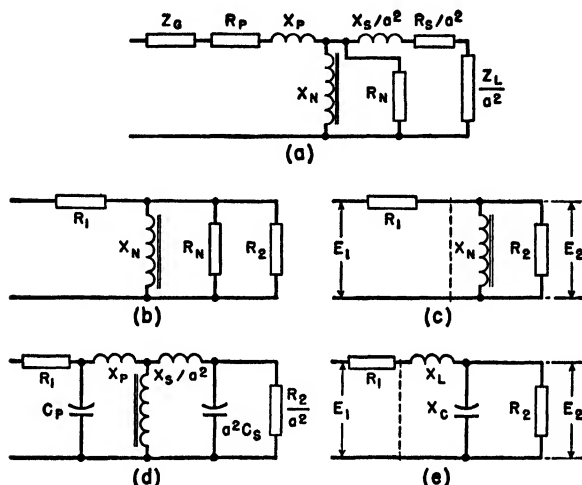 Z_G R_P X_P X_S/a² R_S/a²
X_N R_N Z_L/a²
(a)
R_1 X_N R_N R_2
(b)
E_1 R_1 X_N R_2 E_2
(c)
R_1 X_P X_S/a²
C_P a²C_S R_2/a²
(d)
E_1 R_1 X_L X_C R_2 E_2
(e)